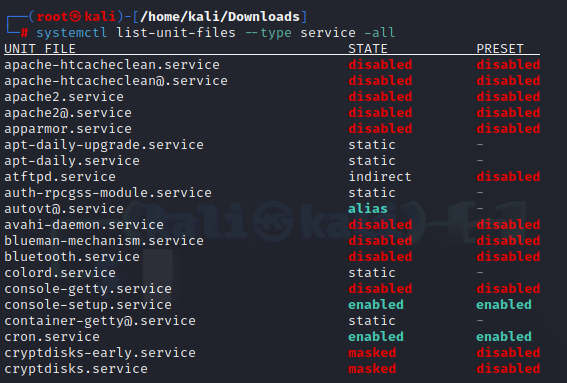 ┌──(root㉿kali)-[/home/kali/Downloads]
└─# systemctl list-unit-files --type service -all
UNIT FILE STATE PRESET
apache-htcacheclean.service disabled disabled
apache-htcacheclean@.service disabled disabled
apache2.service disabled disabled
apache2@.service disabled disabled
apparmor.service disabled disabled
apt-daily-upgrade.service static -
apt-daily.service static -
atftpd.service indirect disabled
auth-rpcgss-module.service static -
autovt@.service alias -
avahi-daemon.service disabled disabled
blueman-mechanism.service disabled disabled
bluetooth.service disabled disabled
colord.service static -
console-getty.service disabled disabled
console-setup.service enabled enabled
container-getty@.service static -
cron.service enabled enabled
cryptdisks-early.service masked disabled
cryptdisks.service masked disabled